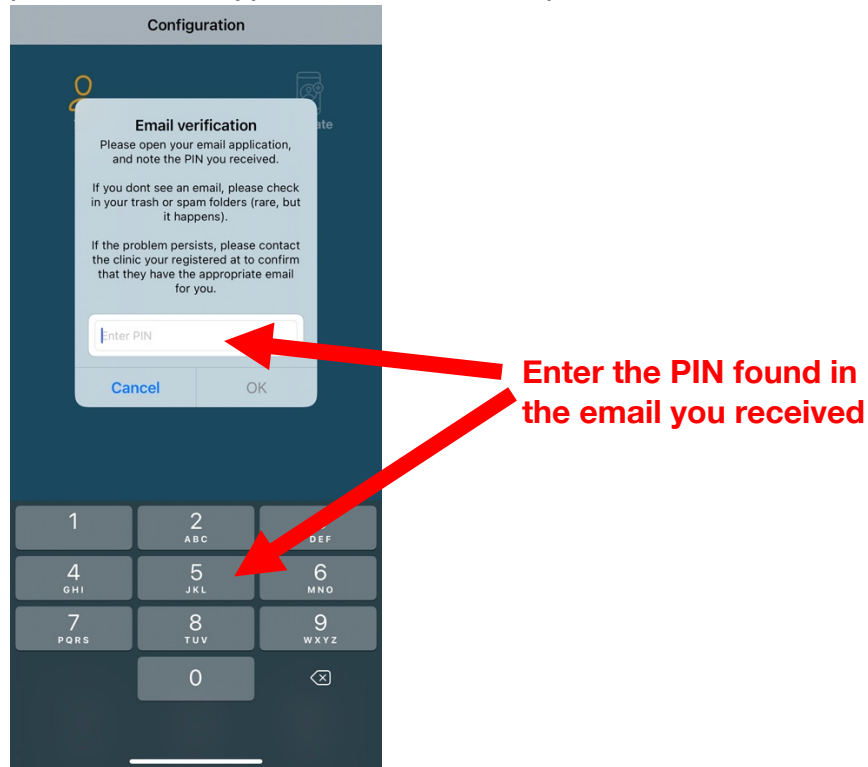 Configuration
ate
Email verification
Please open your email application,
and note the PIN you received.
If you dont see an email, please check
in your trash or spam folders (rare, but
it happens).
If the problem persists, please contact
the clinic your registered at to confirm
that they have the appropriate email
for you.
Enter PIN
Cancel OK
Enter the PIN found in
the email you received
1 2
ABC DEF
4 5 6
GHI JKL MNO
7 8 9
PQRS TUV WXYZ
0